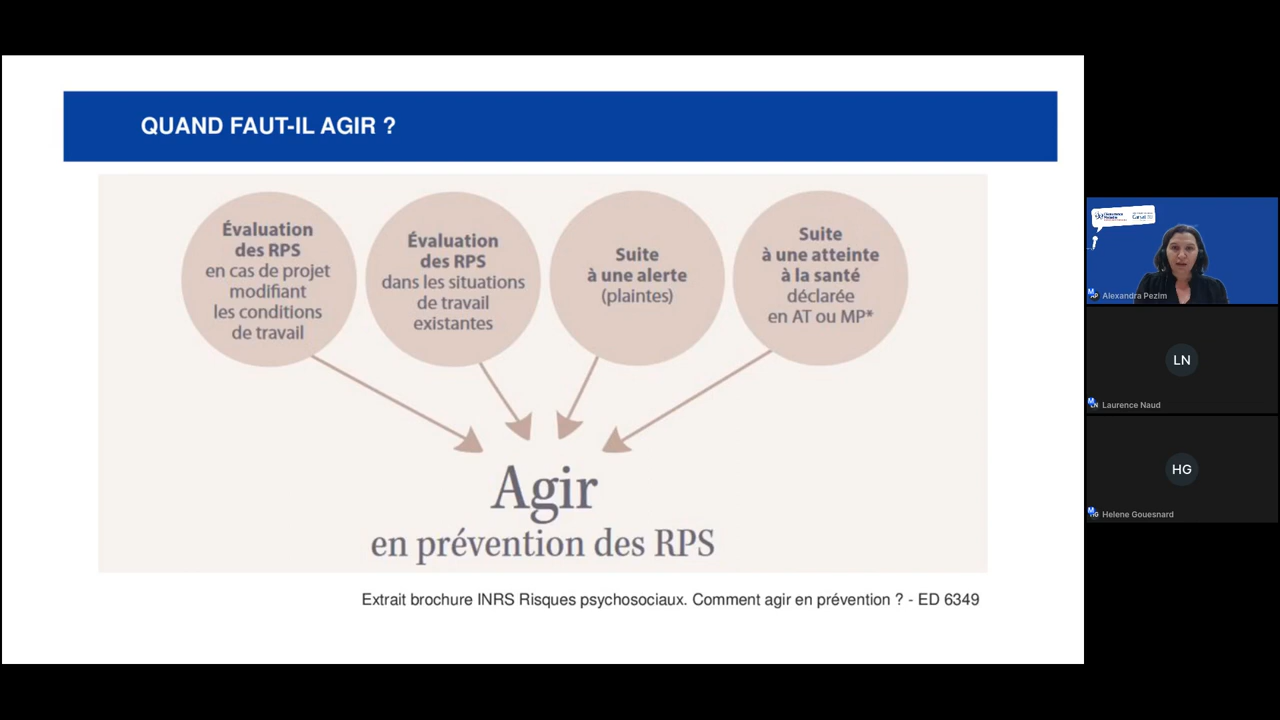 QUAND FAUT-IL AGIR ?
Évaluation
des RPS
en cas de projet
modifiant
les conditions
de travail
Évaluation
des RPS
dans les situations
de travail
existantes
Suite
à une alerte
(plaintes)
Suite
à une atteinte
à la santé
déclarée
en AT ou MP*
Agir
en prévention des RPS
Extrait brochure INRS Risques psychosociaux. Comment agir en prévention ? - ED 6349
Alexandra Pezim
LN
Laurence Naud
HG
Helene Gouesnard